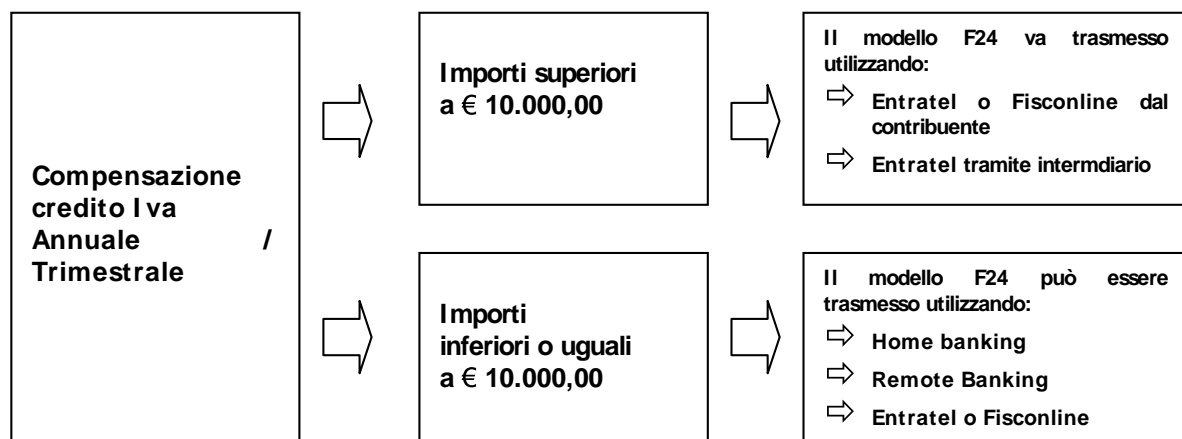 Compensazione
credito Iva
Annuale /
Trimestrale
Importi superiori
a € 10.000,00
Il modello F24 va trasmesso
utilizzando:
⇨ Entratel o Fisconline dal
contribuente
⇨ Entratel tramite intermdiario
Importi
inferiori o uguali
a € 10.000,00
Il modello F24 può essere
trasmesso utilizzando:
⇨ Home banking
⇨ Remote Banking
⇨ Entratel o Fisconline